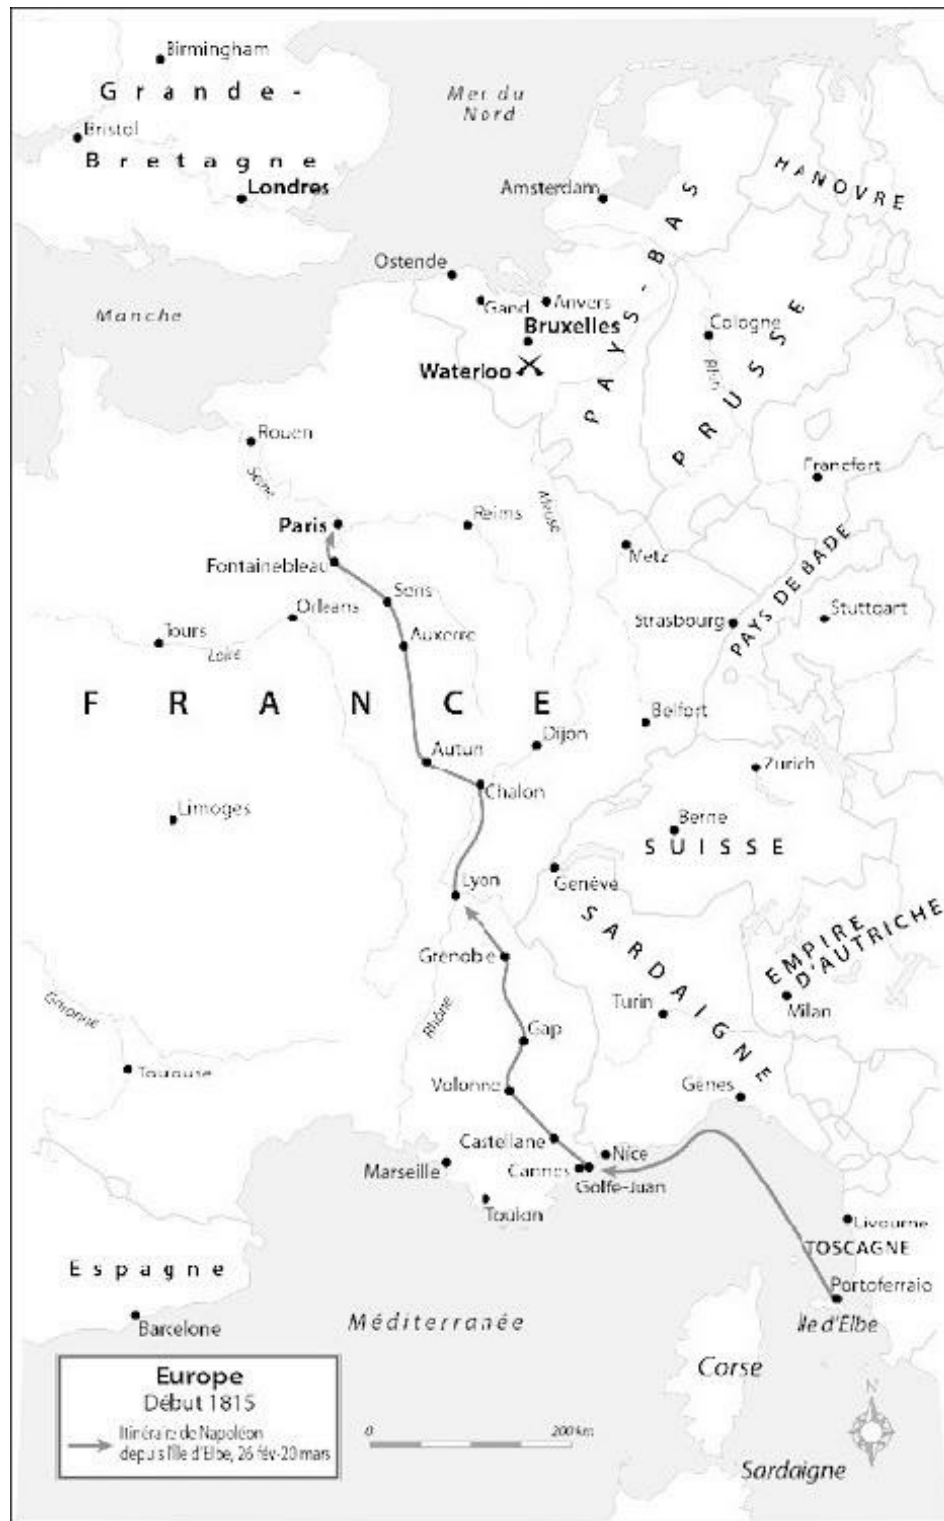 Birmingham
Grande-
Bristol
Bretagne
Londres
Mer du
Nord
Amsterdam
HANOVRE
PAYS-BAS
PRUSSE
Ostende
Gand
Anvers
Bruxelles
Waterloo
Cologne
Rhin
Manche
Rouen
Seine
Paris
Reims
Meuse
Francfort
Metz
Fontainebleau
Sens
Orléans
Tours
Loire
Auxerre
Strasbourg
PAYS DE BADE
Stuttgart
FRANCE
Belfort
Dijon
Autun
Chalon
Zurich
Limoges
Berne
SUISSE
Lyon
Genève
SARDAIGNE
EMPIRE
D'AUTRICHE
Grenoble
Milan
Turin
Garonne
Rhône
Gap
Toulouse
Volonne
Gênes
Castellane
Nice
Marseille
Cannes
Golfe-Juan
Toulon
Livourne
TOSCAGNE
Espagne
Portoferraio
Barcelone
Méditerranée
Île d'Elbe
Corse
Europe
Début 1815
Itinéraire de Napoléon
depuis l'île d'Elbe, 26 fév-20 mars
0 200 km
N
Sardaigne